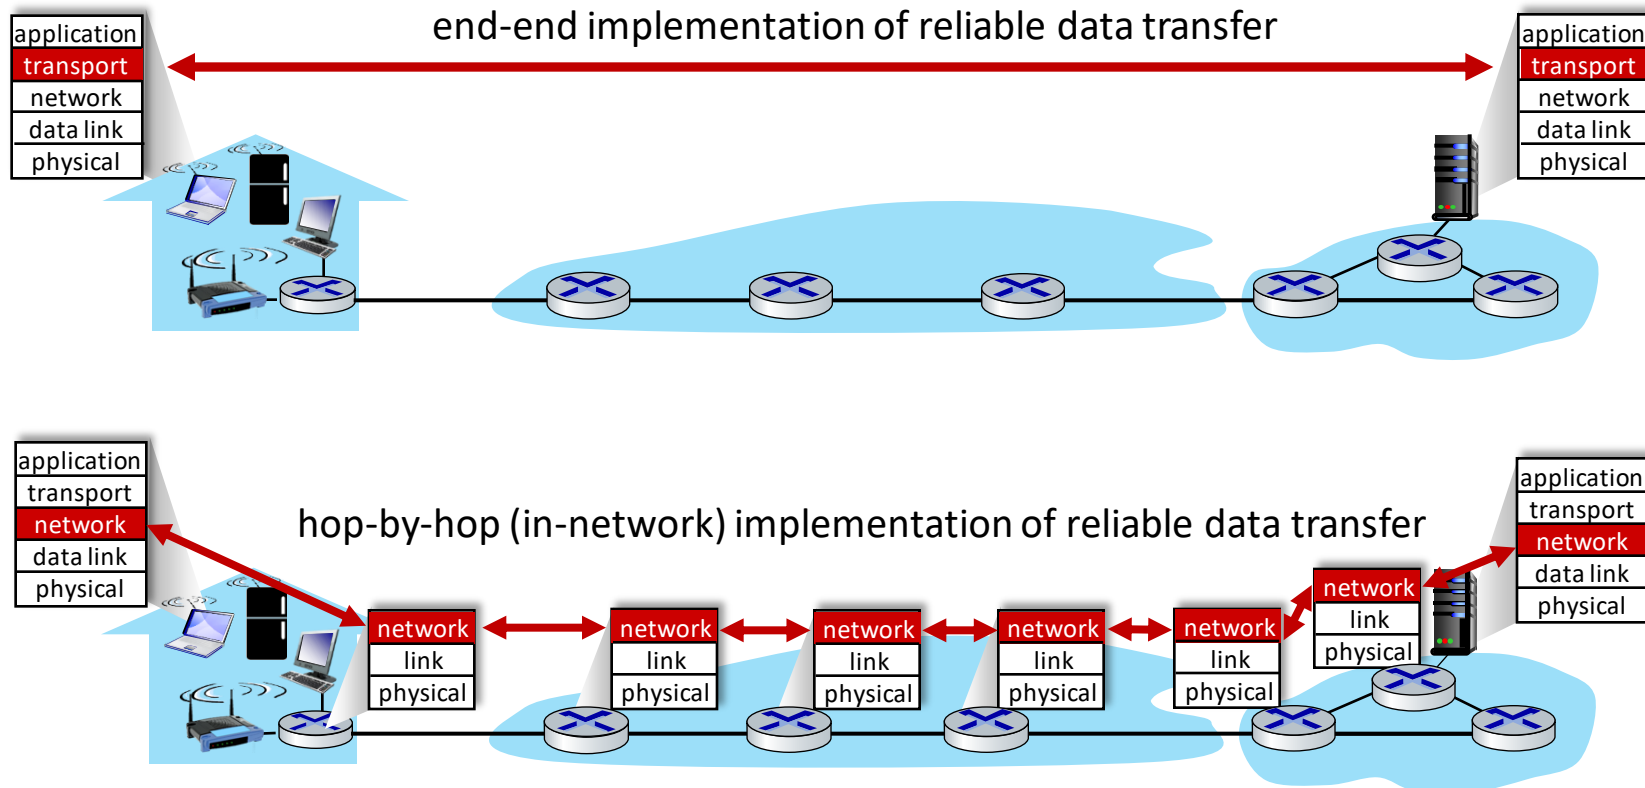 end-end implementation of reliable data transfer
application
transport
network
data link
physical
application
transport
network
data link
physical
hop-by-hop (in-network) implementation of reliable data transfer
application
transport
network
data link
physical
network
link
physical
network
link
physical
network
link
physical
network
link
physical
network
link
physical
network
link
physical
application
transport
network
data link
physical